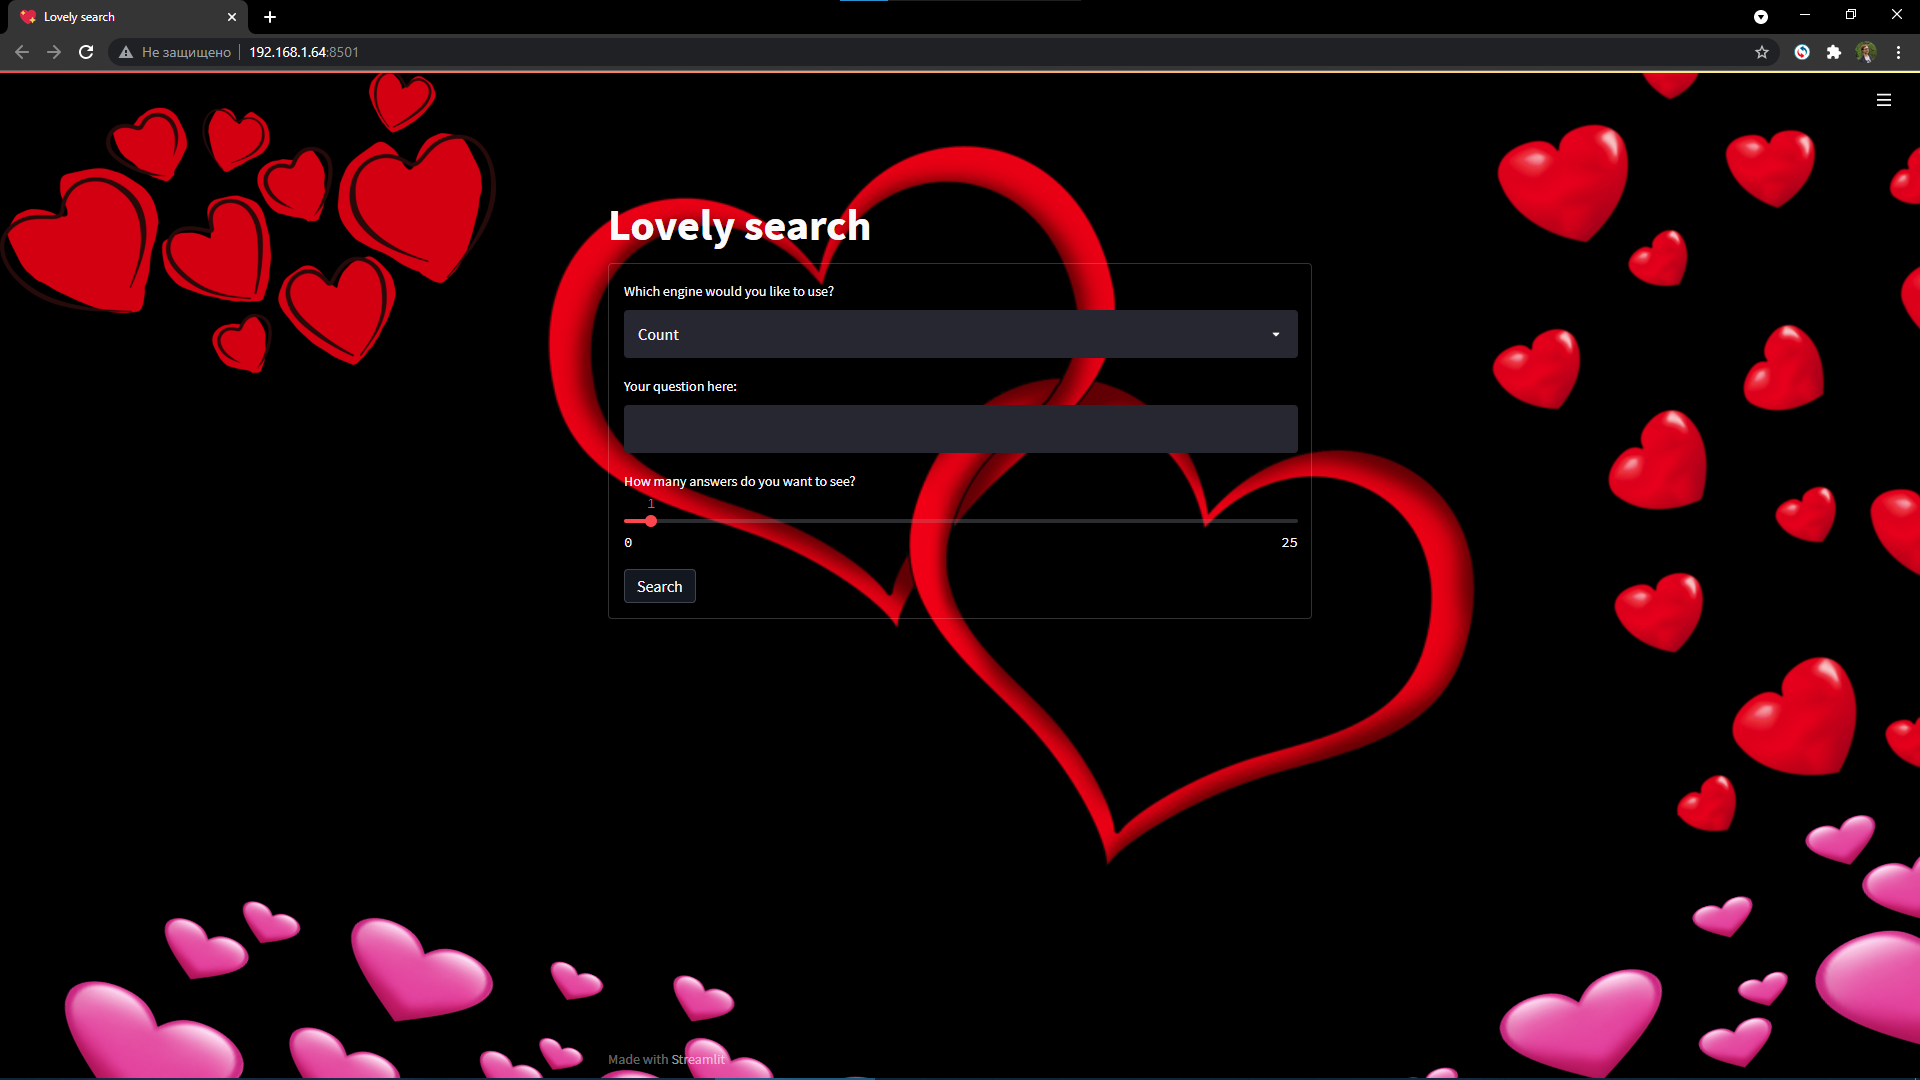 Lovely search
Не защищено
192.168.1.64:8501
Lovely search
Which engine would you like to use?
Count
Your question here:
How many answers do you want to see?
1
0
25
Search
Made with Streamlit